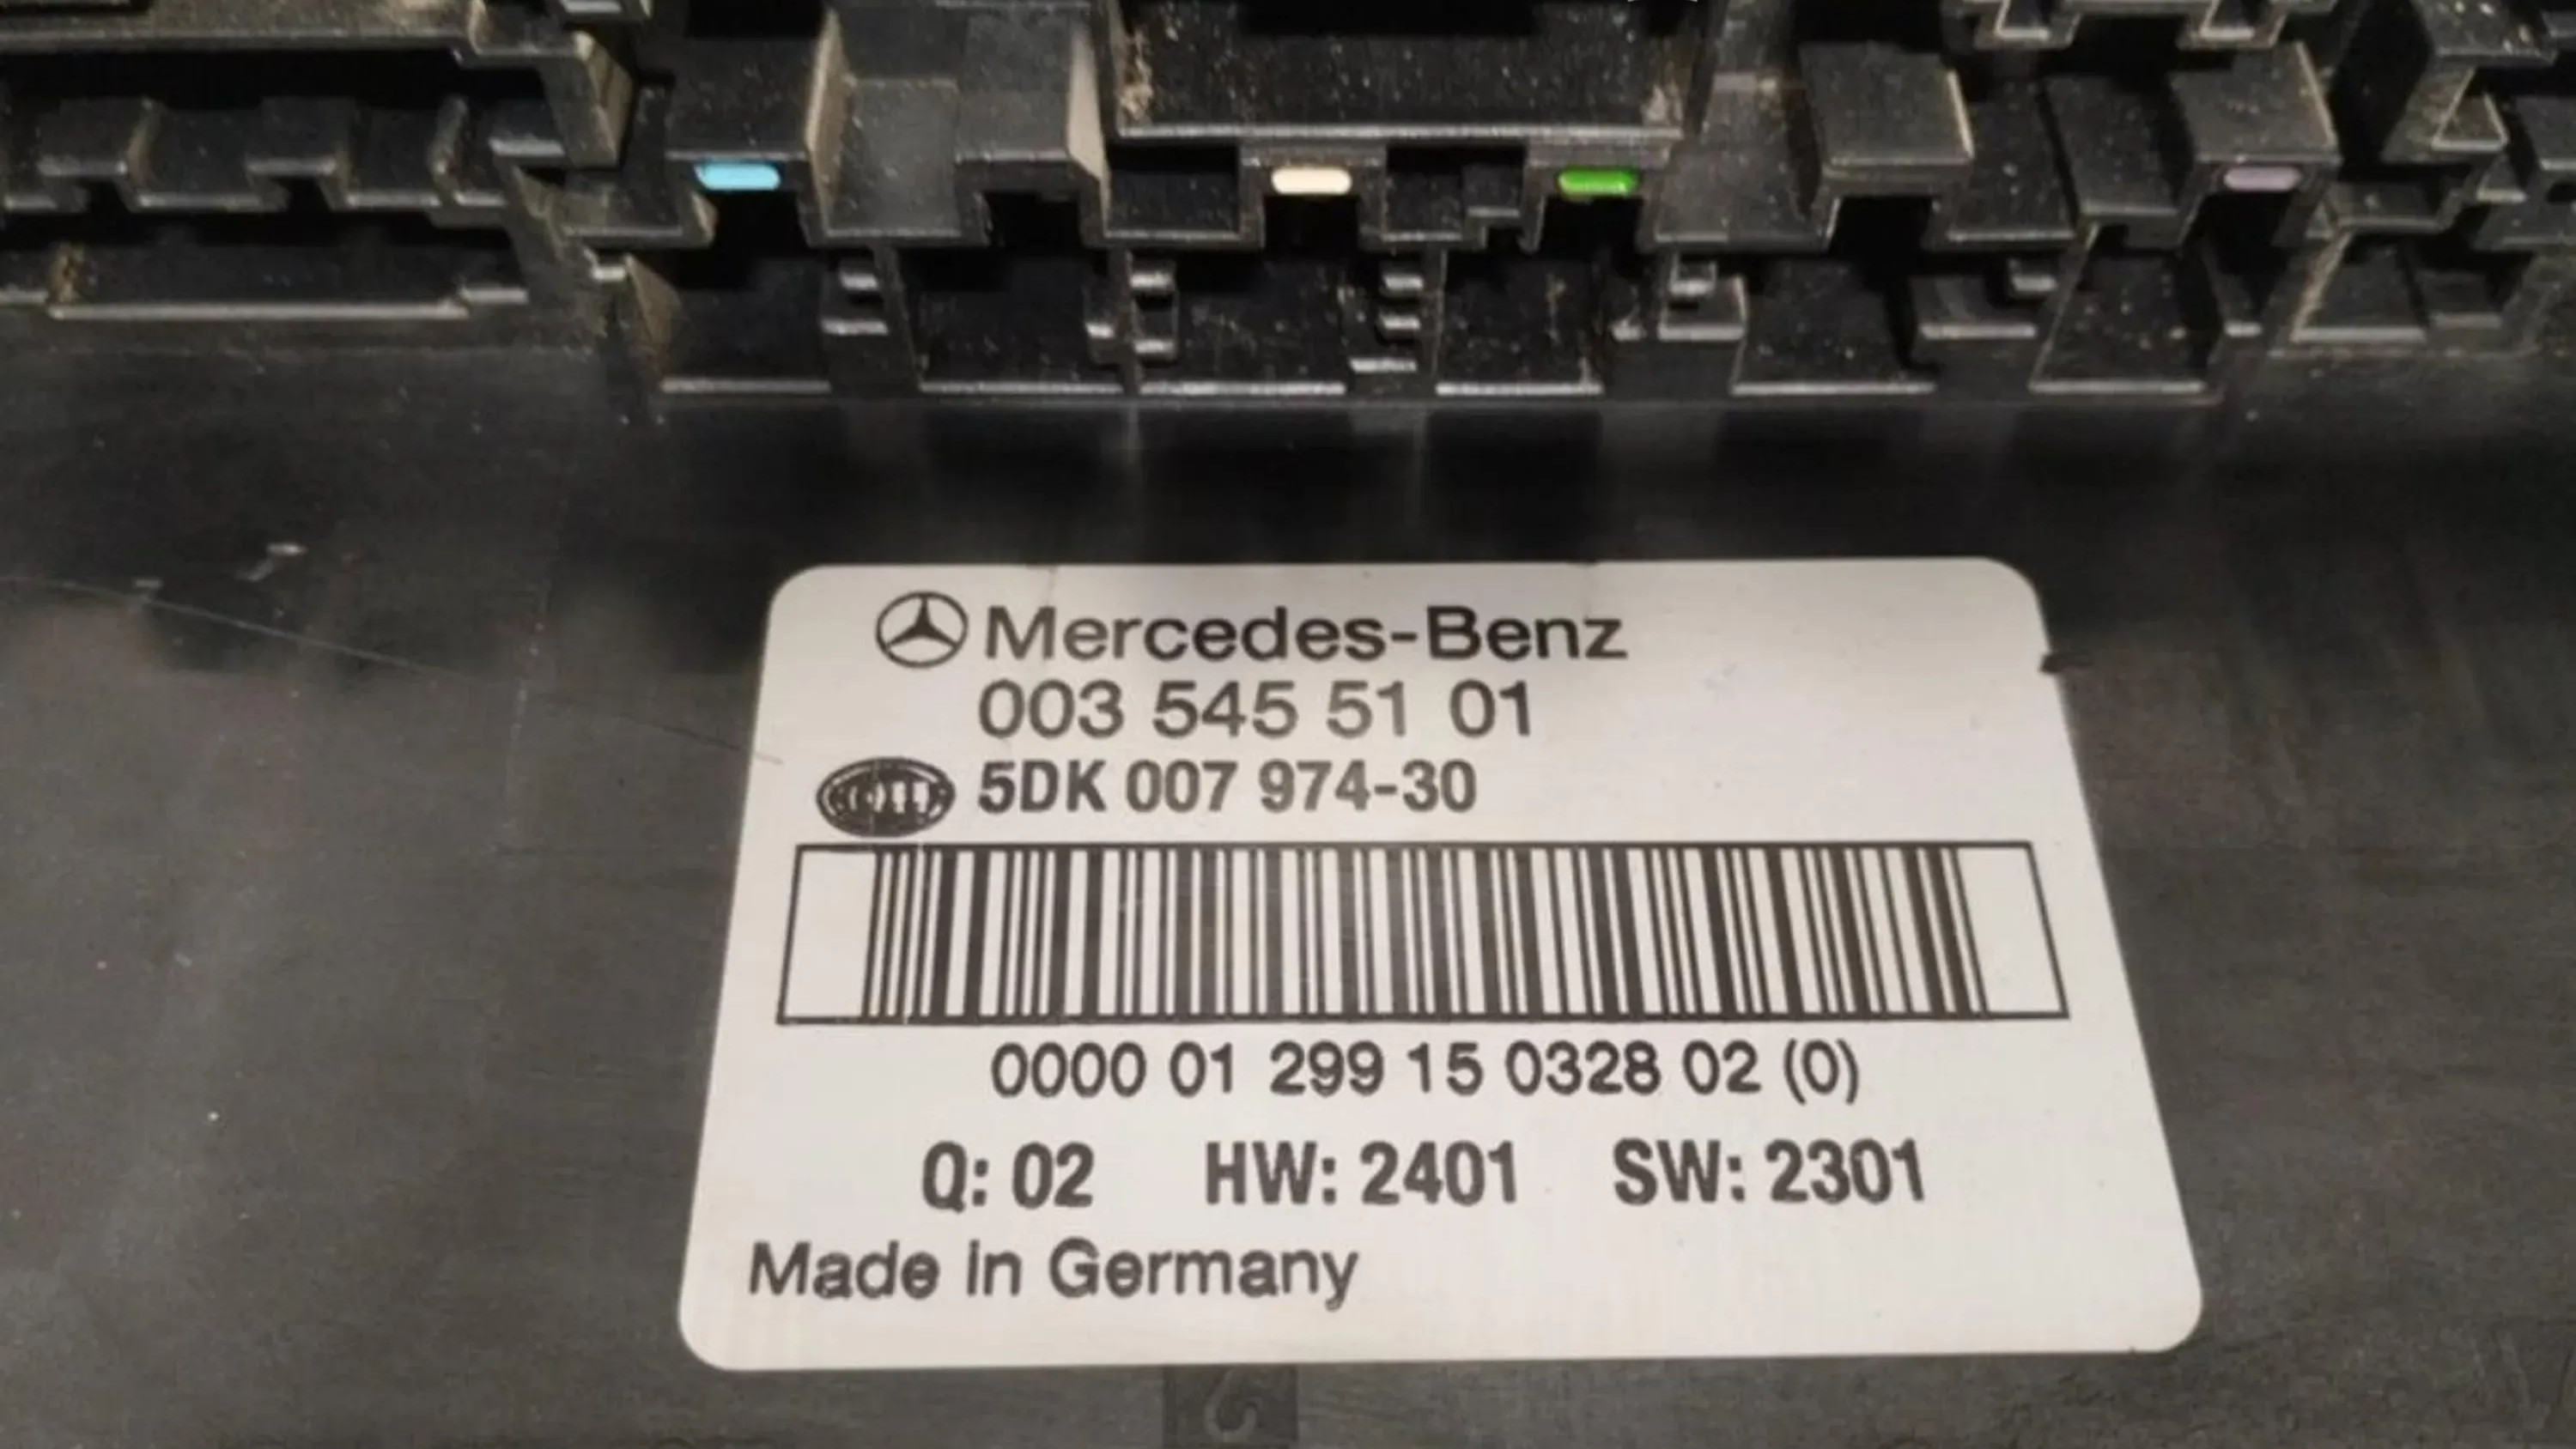 Mercedes-Benz
003 545 51 01
5DK 007 974-30
0000 01 299 15 0328 02 (0)
Q: 02 HW: 2401 SW: 2301
Made in Germany